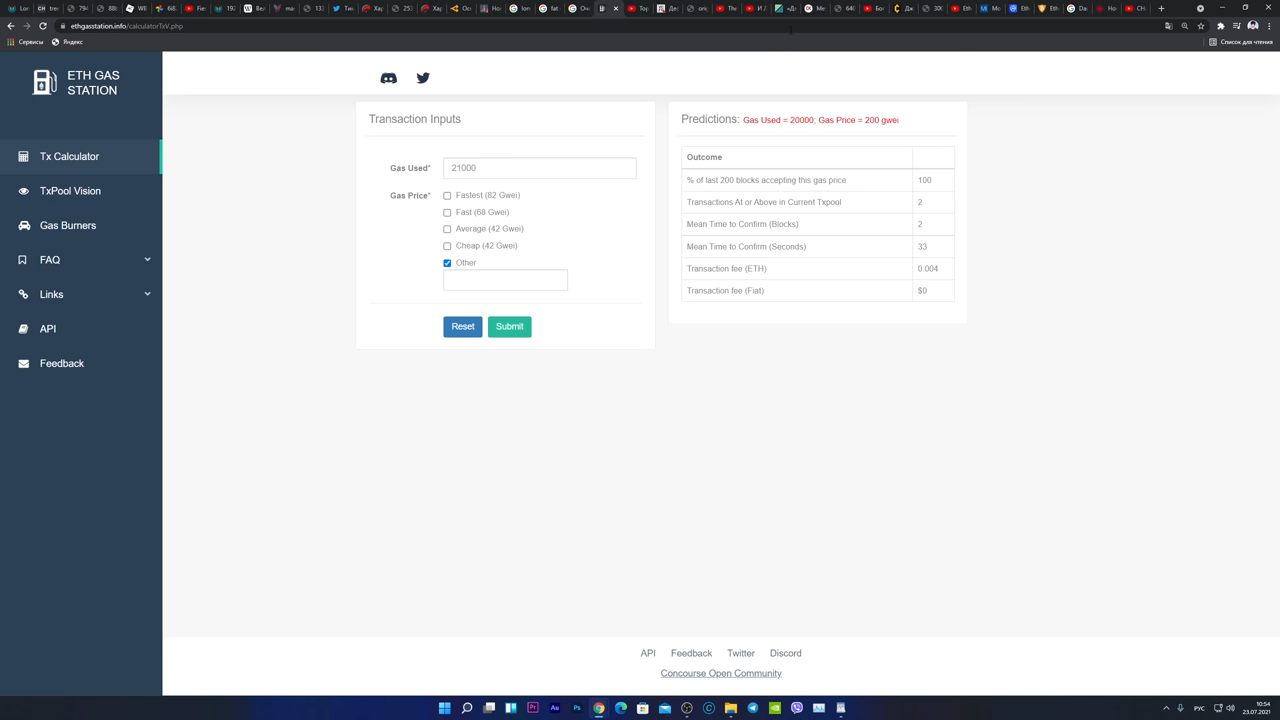 ethgasstation.info/calculatorTxV.php
Сервисы
Яндекс
Список для чтения
ETH GAS
STATION
Tx Calculator
TxPool Vision
Gas Burners
FAQ
Links
API
Feedback
Transaction Inputs
Gas Used*
21000
Gas Price*
Fastest (82 Gwei)
Fast (68 Gwei)
Average (42 Gwei)
Cheap (42 Gwei)
Other
Reset
Submit
Predictions: Gas Used = 20000; Gas Price = 200 gwei
Outcome
% of last 200 blocks accepting this gas price 100
Transactions At or Above in Current Txpool 2
Mean Time to Confirm (Blocks) 2
Mean Time to Confirm (Seconds) 33
Transaction fee (ETH) 0.004
Transaction fee (Fiat) $0
API Feedback Twitter Discord
Concourse Open Community
РУС
10:54
23.07.2021